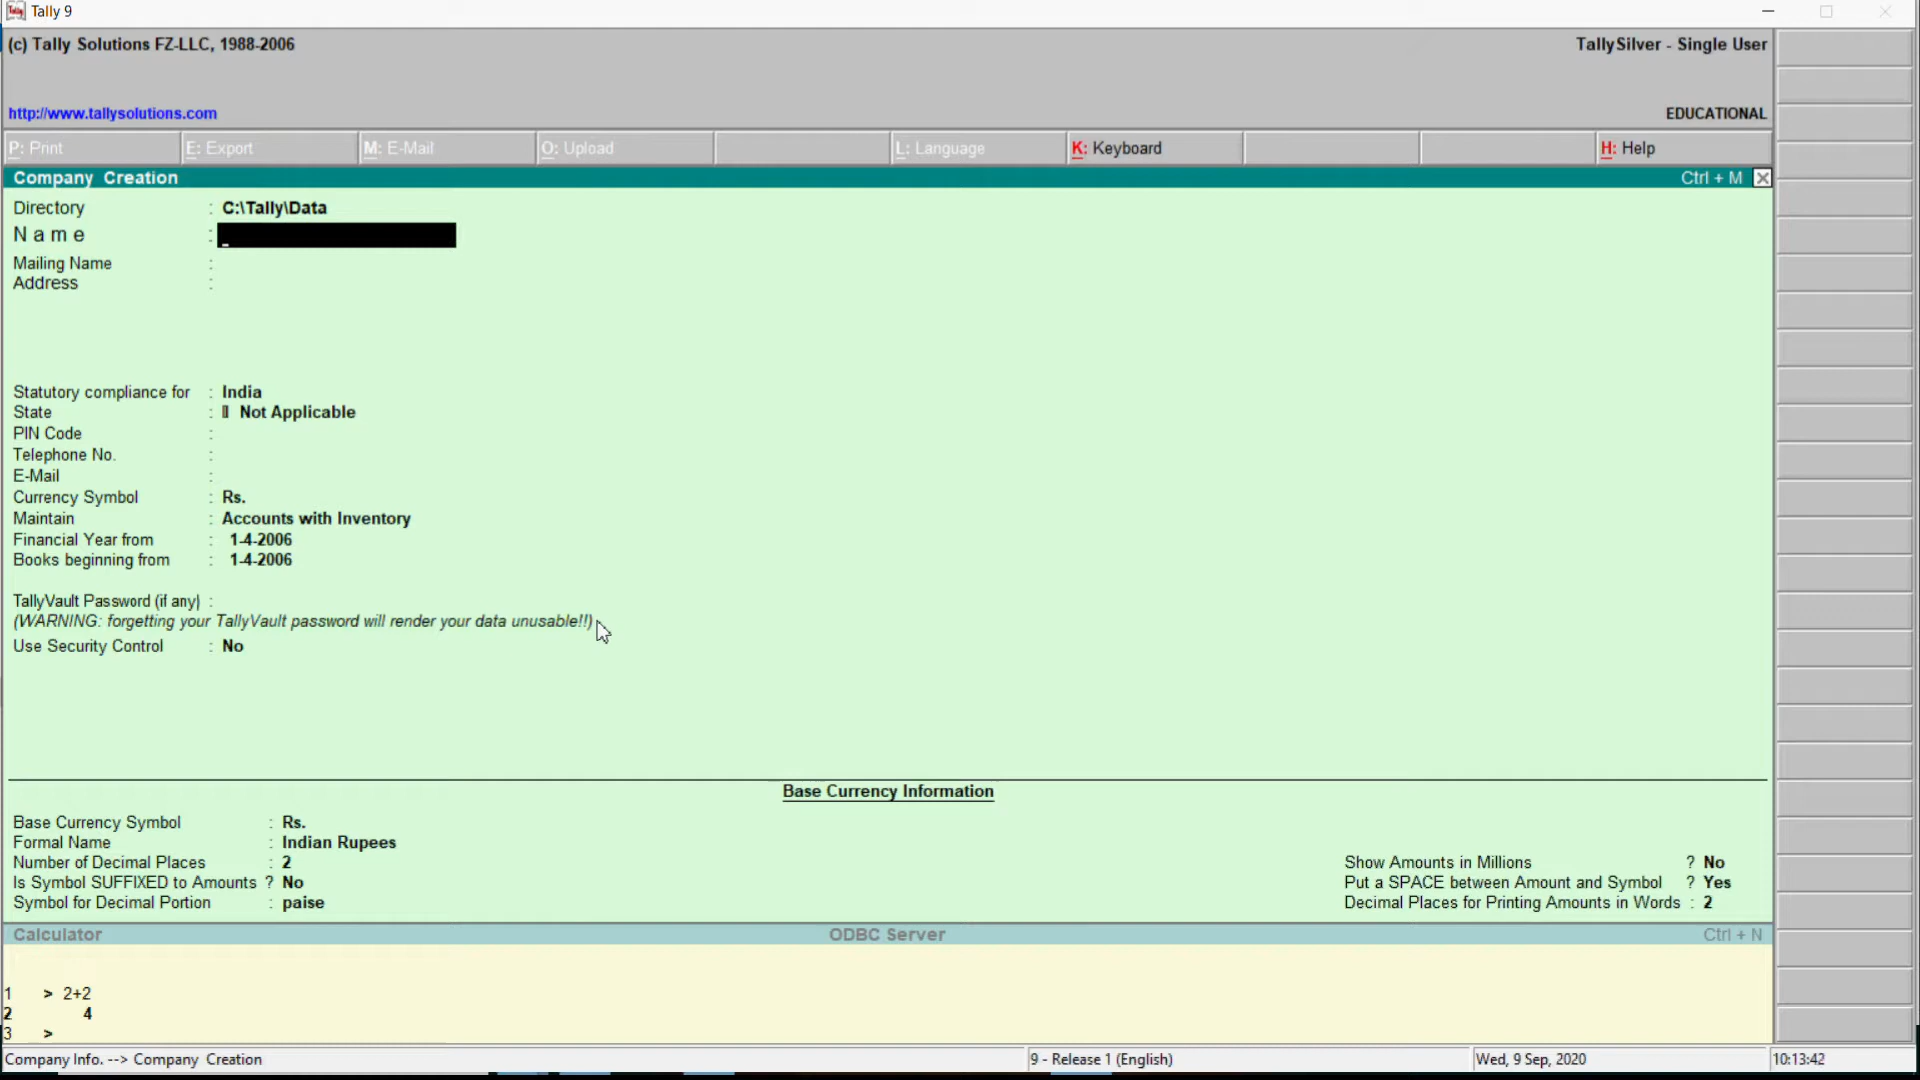 Tally 9
(c) Tally Solutions FZ-LLC, 1988-2006
TallySilver - Single User
http://www.tallysolutions.com
EDUCATIONAL
P: Print
E: Export
M: E-Mail
O: Upload
L: Language
K: Keyboard
H: Help
Company Creation
Ctrl + M
Directory : C:\Tally\Data
Name :
Mailing Name :
Address :
Statutory compliance for : India
State : Not Applicable
PIN Code :
Telephone No. :
E-Mail :
Currency Symbol : Rs.
Maintain : Accounts with Inventory
Financial Year from : 1-4-2006
Books beginning from : 1-4-2006
TallyVault Password (if any) :
(WARNING: forgetting your TallyVault password will render your data unusable!!)
Use Security Control : No
Base Currency Information
Base Currency Symbol : Rs.
Formal Name : Indian Rupees
Number of Decimal Places : 2
Show Amounts in Millions ? No
Is Symbol SUFFIXED to Amounts ? No
Put a SPACE between Amount and Symbol ? Yes
Symbol for Decimal Portion : paise
Decimal Places for Printing Amounts in Words : 2
Calculator
ODBC Server
Ctrl + N
1 > 2+2
2 4
3 >
Company Info. --> Company Creation
9 - Release 1 (English)
Wed, 9 Sep, 2020
10:13:42